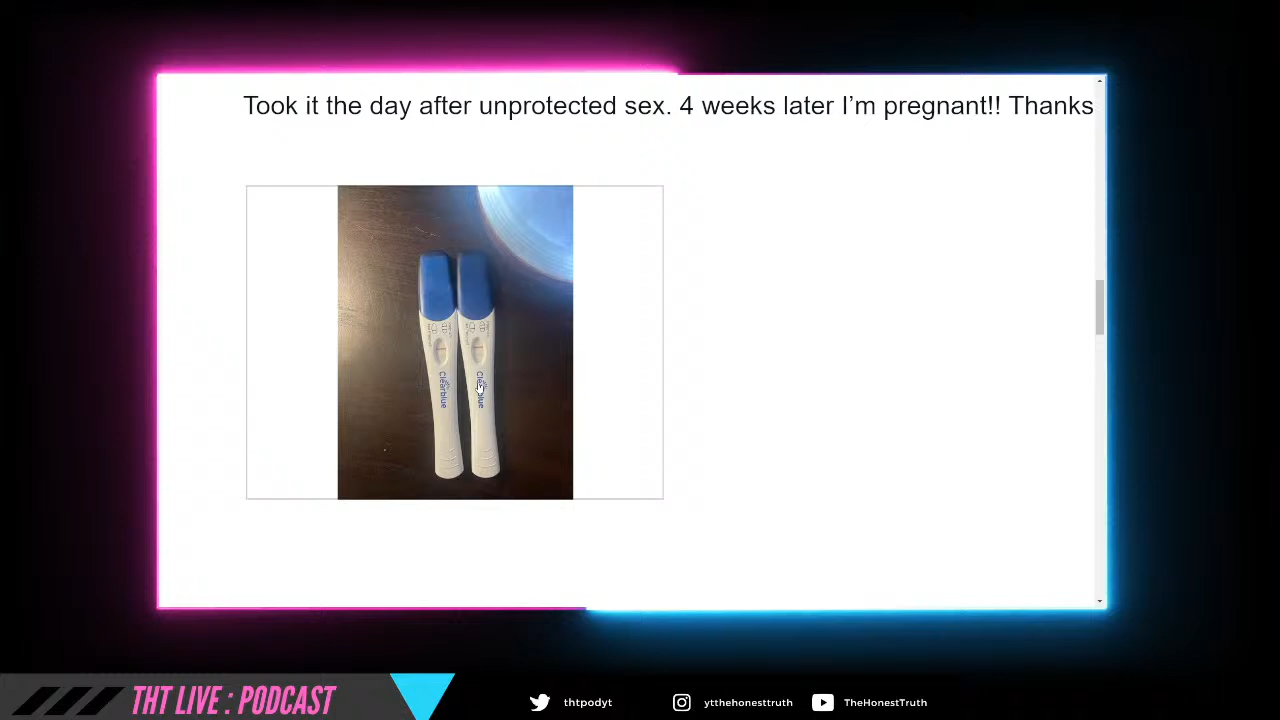 Took it the day after unprotected sex. 4 weeks later I’m pregnant!! Thanks
Clearblue
Clearblue
THT LIVE : PODCAST
thtpodyt
ytthehonesttruth
TheHonestTruth